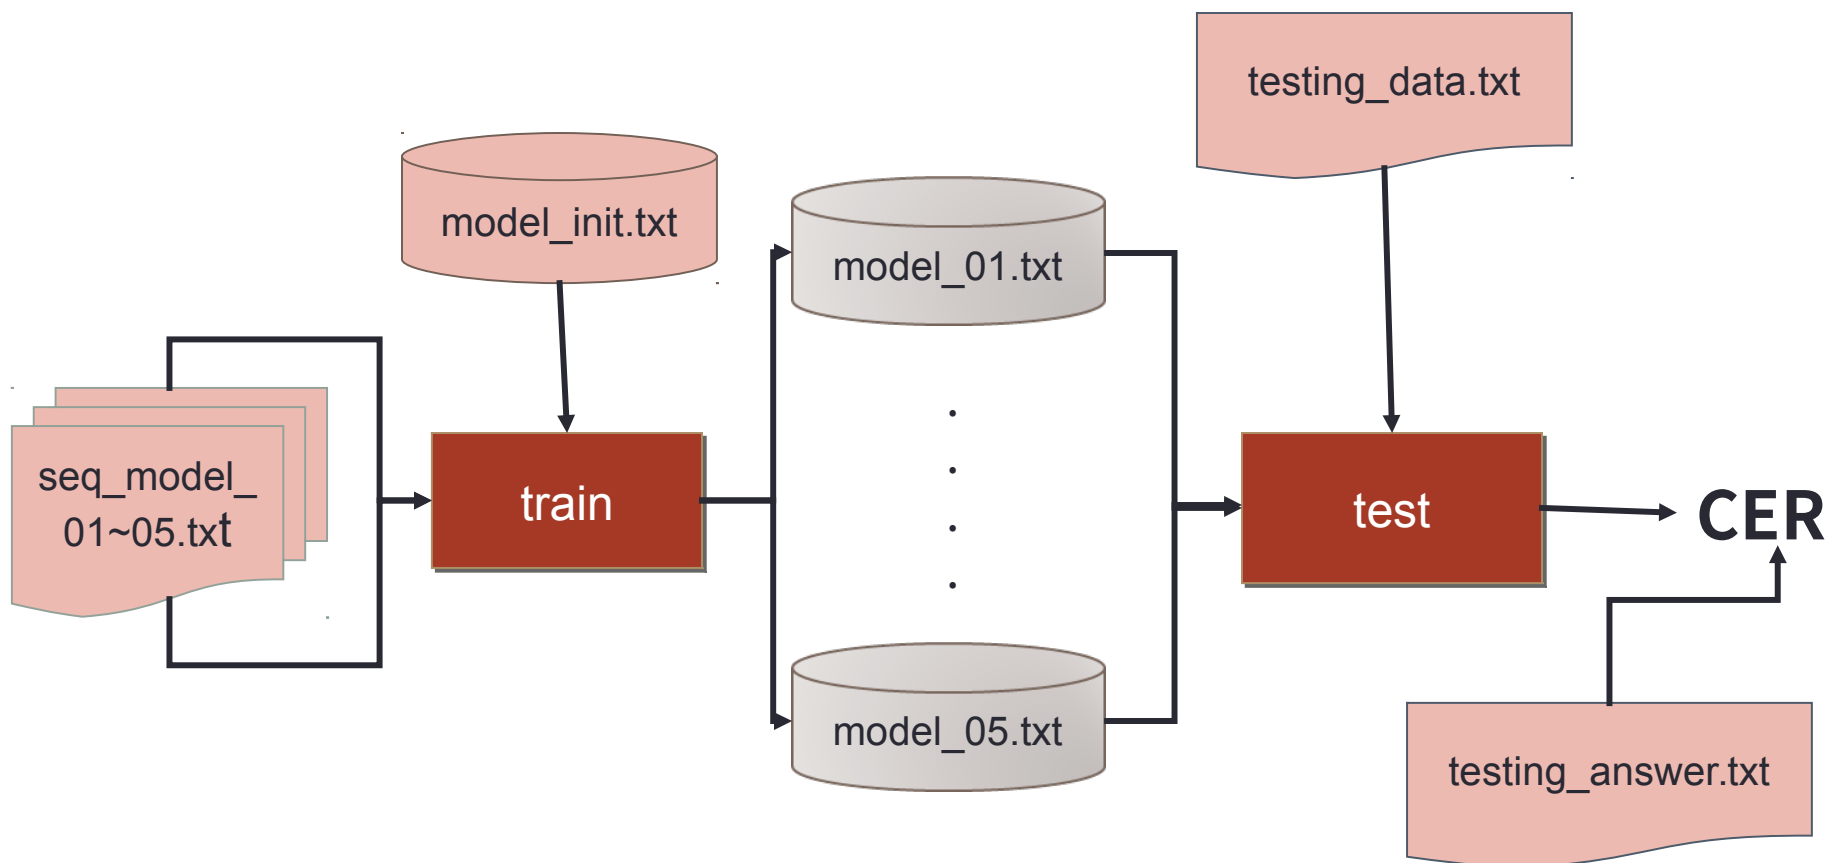 testing_data.txt
model_init.txt
model_01.txt
seq_model_
01~05.txt
train
.
.
.
.
test
CER
model_05.txt
testing_answer.txt